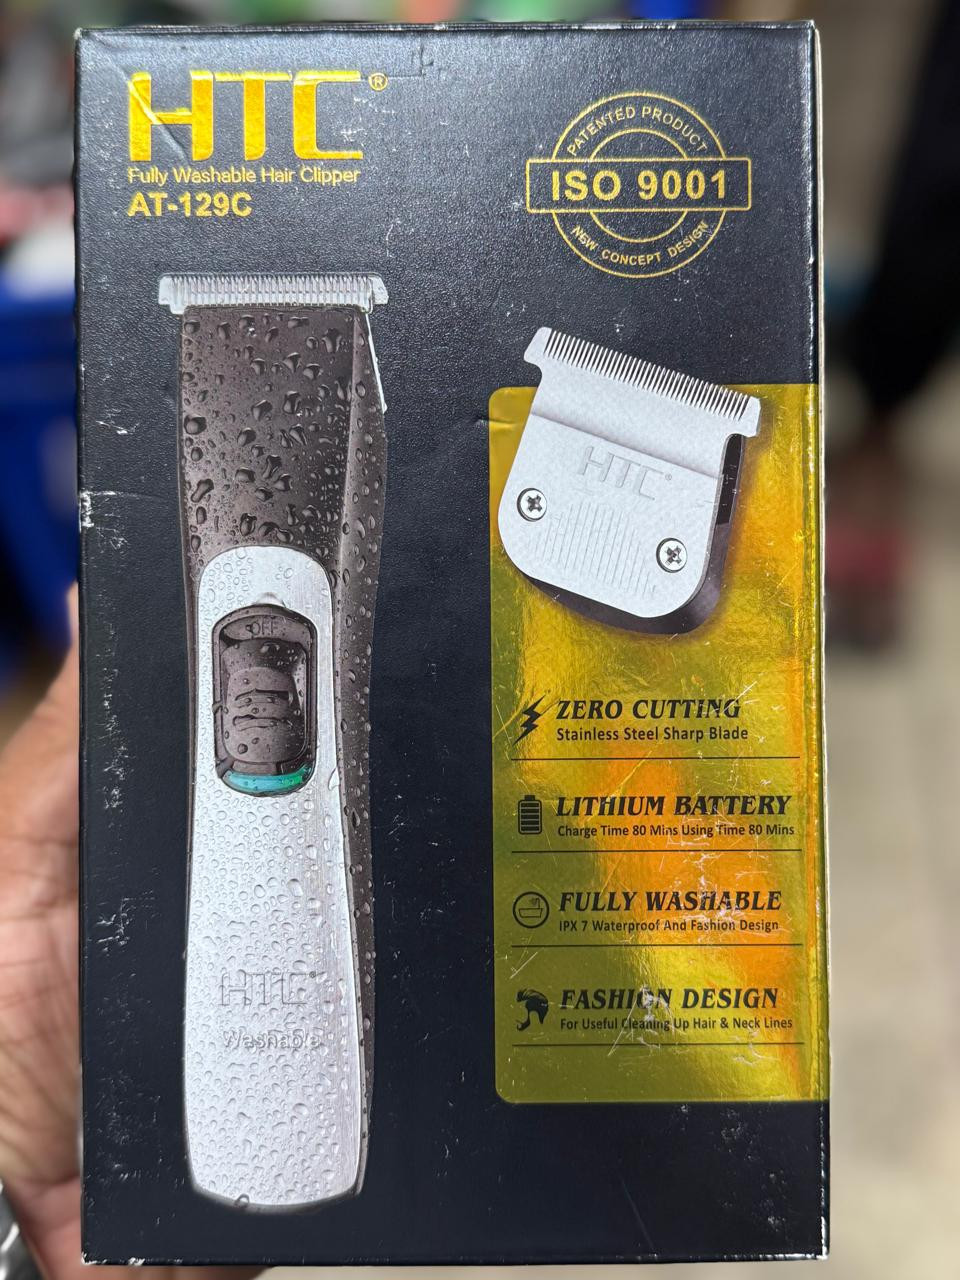 HTC®
Fully Washable Hair Clipper
AT-129C
PATENTED PRODUCT
ISO 9001
NEW CONCEPT DESIGN
HTC®
OFF
ZERO CUTTING
Stainless Steel Sharp Blade
LITHIUM BATTERY
Charge Time 80 Mins Using Time 80 Mins
FULLY WASHABLE
IPX 7 Waterproof And Fashion Design
FASHION DESIGN
For Useful Cleaning Up Hair & Neck Lines
HTC®
Washable